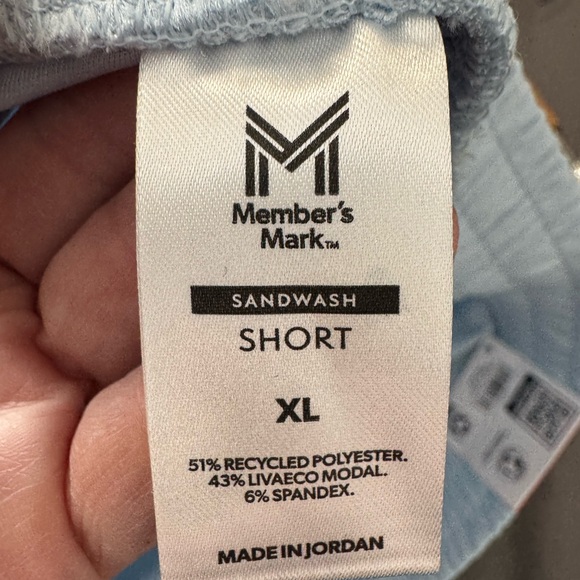 Member's
Mark™
SANDWASH
SHORT
XL
51% RECYCLED POLYESTER.
43% LIVAECO MODAL.
6% SPANDEX.
MADE IN JORDAN